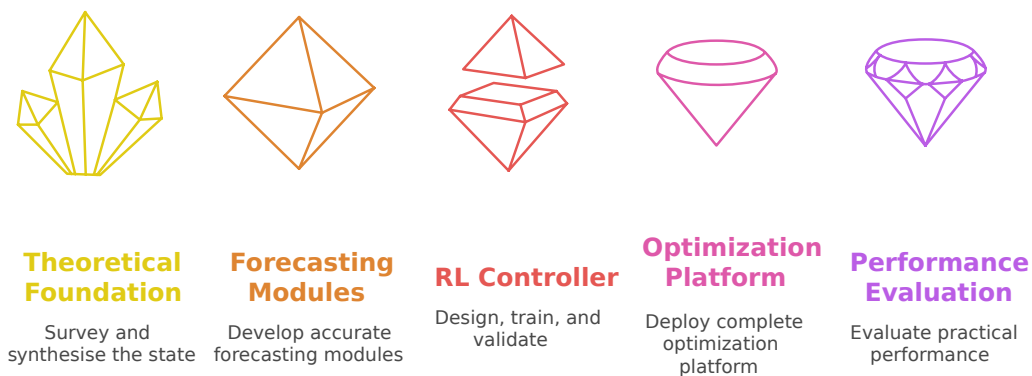 Theoretical
Foundation
Survey and
synthesise the state
Forecasting
Modules
Develop accurate
forecasting modules
RL Controller
Design, train, and
validate
Optimization
Platform
Deploy complete
optimization
platform
Performance
Evaluation
Evaluate practical
performance